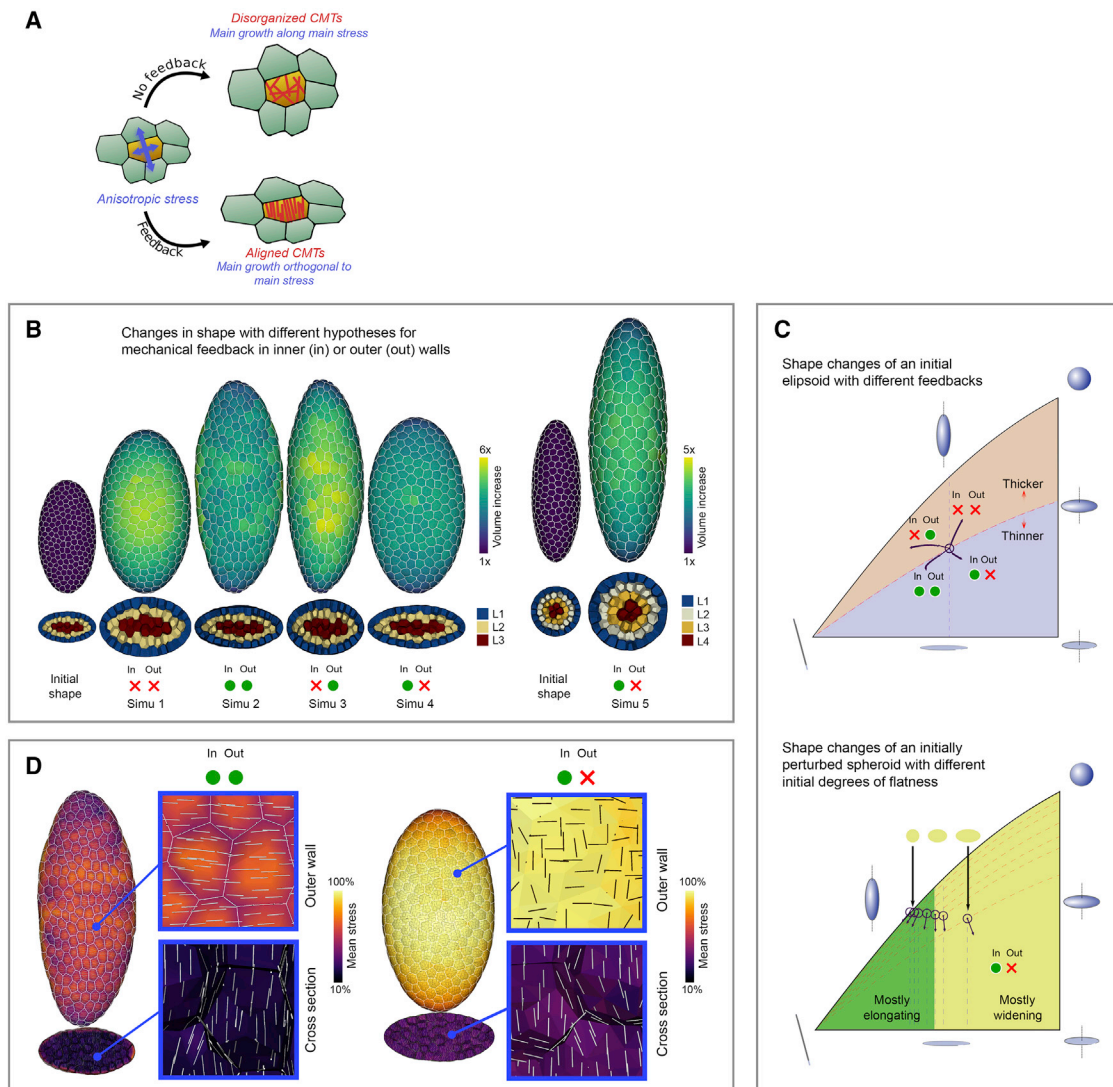 A
Disorganized CMTs
Main growth along main stress
No feedback
Anisotropic stress
Feedback
Aligned CMTs
Main growth orthogonal to
main stress
B
Changes in shape with different hypotheses for
mechanical feedback in inner (in) or outer (out) walls
6x
Volume increase
1x
5x
Volume increase
1x
L1
L2
L3
L1
L2
L3
L4
Initial
shape
In Out
Simu 1
In Out
Simu 2
In Out
Simu 3
In Out
Simu 4
Initial
shape
In Out
Simu 5
C
Shape changes of an initial
elipsoid with different feedbacks
Thicker
Thinner
In Out
In Out
In Out
In Out
Shape changes of an initially
perturbed spheroid with different
initial degrees of flatness
In Out
Mostly
elongating
Mostly
widening
D
In Out
Outer wall
Cross section
100%
Mean stress
10%
In Out
Outer wall
Cross section
100%
Mean stress
10%